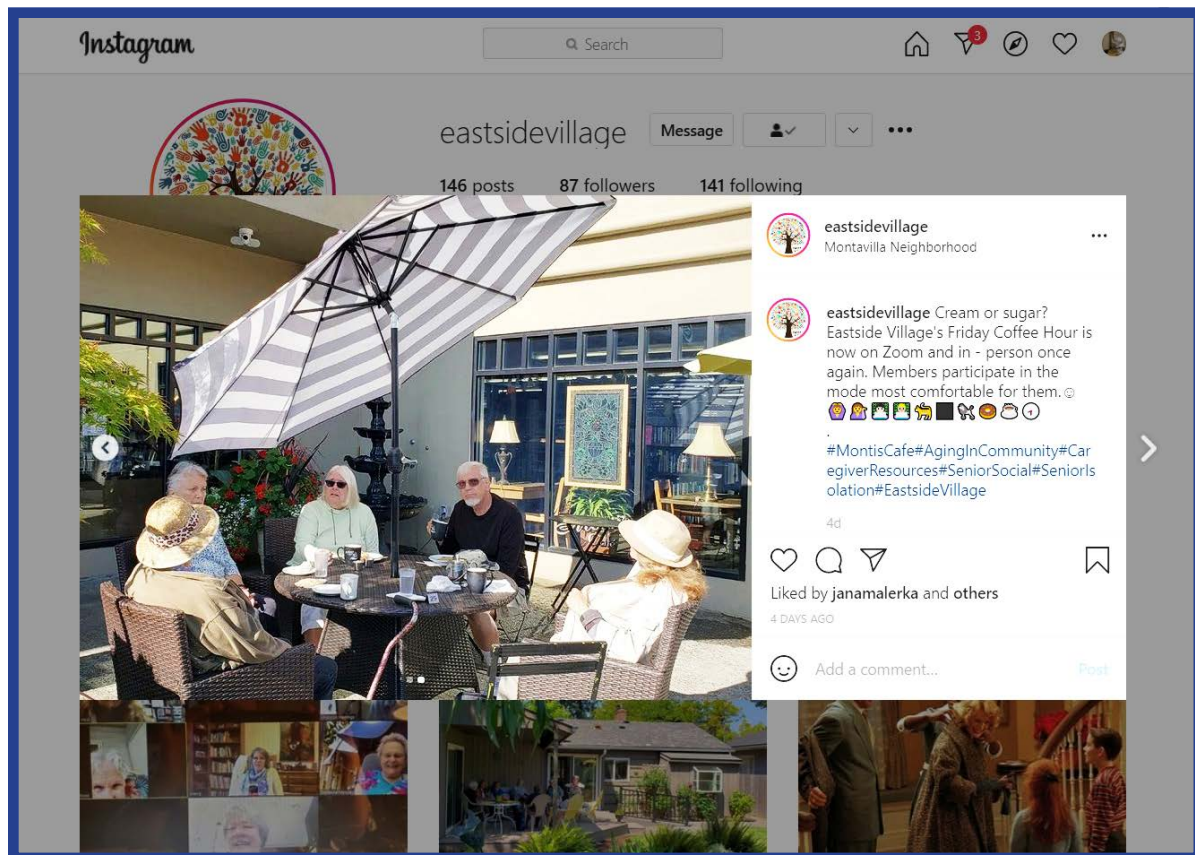 Instagram
Search
3
eastsidevillage Message
146 posts 87 followers 141 following
eastsidevillage
Montavilla Neighborhood
eastsidevillage Cream or sugar?
Eastside Village's Friday Coffee Hour is
now on Zoom and in - person once
again. Members participate in the
mode most comfortable for them.☺
.
#MontisCafe#AgingInCommunity#Car
egiverResources#SeniorSocial#SeniorIs
olation#EastsideVillage
4d
Liked by janamalerka and others
4 DAYS AGO
Add a comment... Post